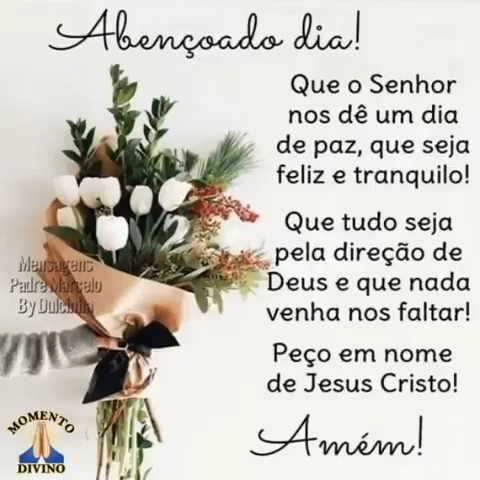 Abençoado dia!
Que o Senhor
nos dê um dia
de paz, que seja
feliz e tranquilo!
Que tudo seja
pela direção de
Deus e que nada
venha nos faltar!
Peço em nome
de Jesus Cristo!
Amém!
Mensagens
Padre Marcelo
By Dulcinha
MOMENTO
DIVINO